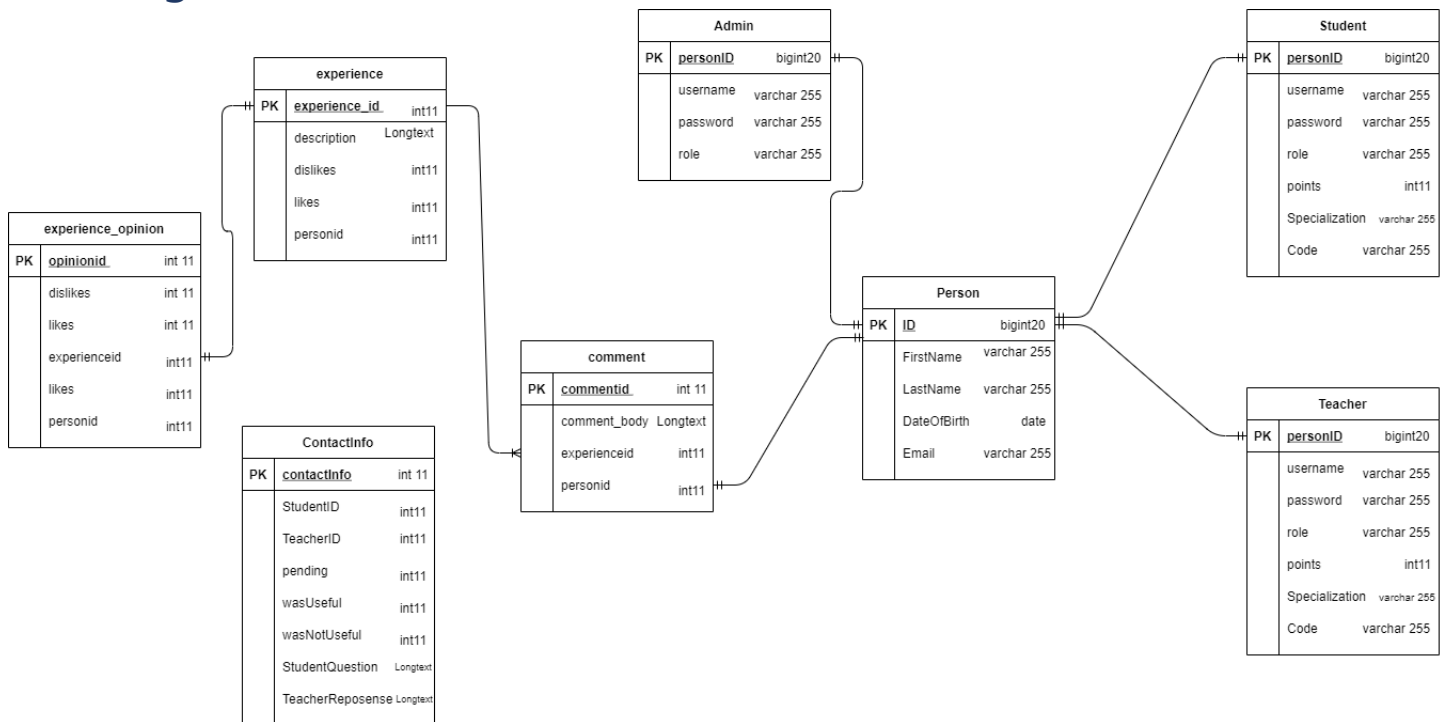 Admin
PK personID bigint20
username varchar 255
password varchar 255
role varchar 255
Student
PK personID bigint20
username varchar 255
password varchar 255
role varchar 255
points int11
Specialization varchar 255
Code varchar 255
experience
PK experience_id int11
description Longtext
dislikes int11
likes int11
personid int11
experience_opinion
PK opinionid int 11
dislikes int 11
likes int 11
experienceid int11
likes int11
personid int11
Person
PK ID bigint20
FirstName varchar 255
LastName varchar 255
DateOfBirth date
Email varchar 255
comment
PK commentid int 11
comment_body Longtext
experienceid int11
personid int11
Teacher
PK personID bigint20
username varchar 255
password varchar 255
role varchar 255
points int11
Specialization varchar 255
Code varchar 255
ContactInfo
PK contactInfo int 11
StudentID int11
TeacherID int11
pending int11
wasUseful int11
wasNotUseful int11
StudentQuestion Longtext
TeacherReposense Longtext